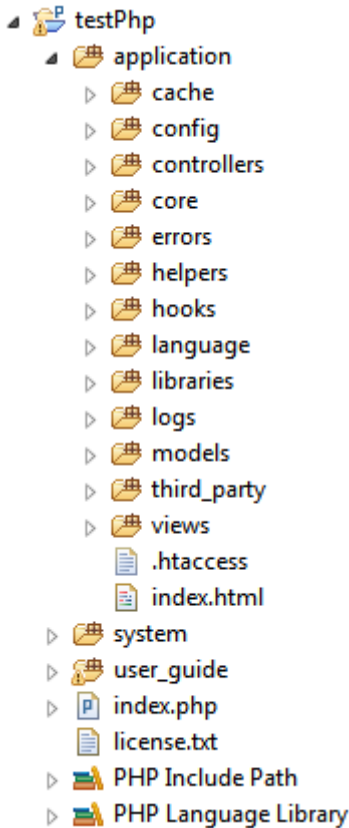 testPhp
application
cache
config
controllers
core
errors
helpers
hooks
language
libraries
logs
models
third_party
views
.htaccess
index.html
system
user_guide
index.php
license.txt
PHP Include Path
PHP Language Library